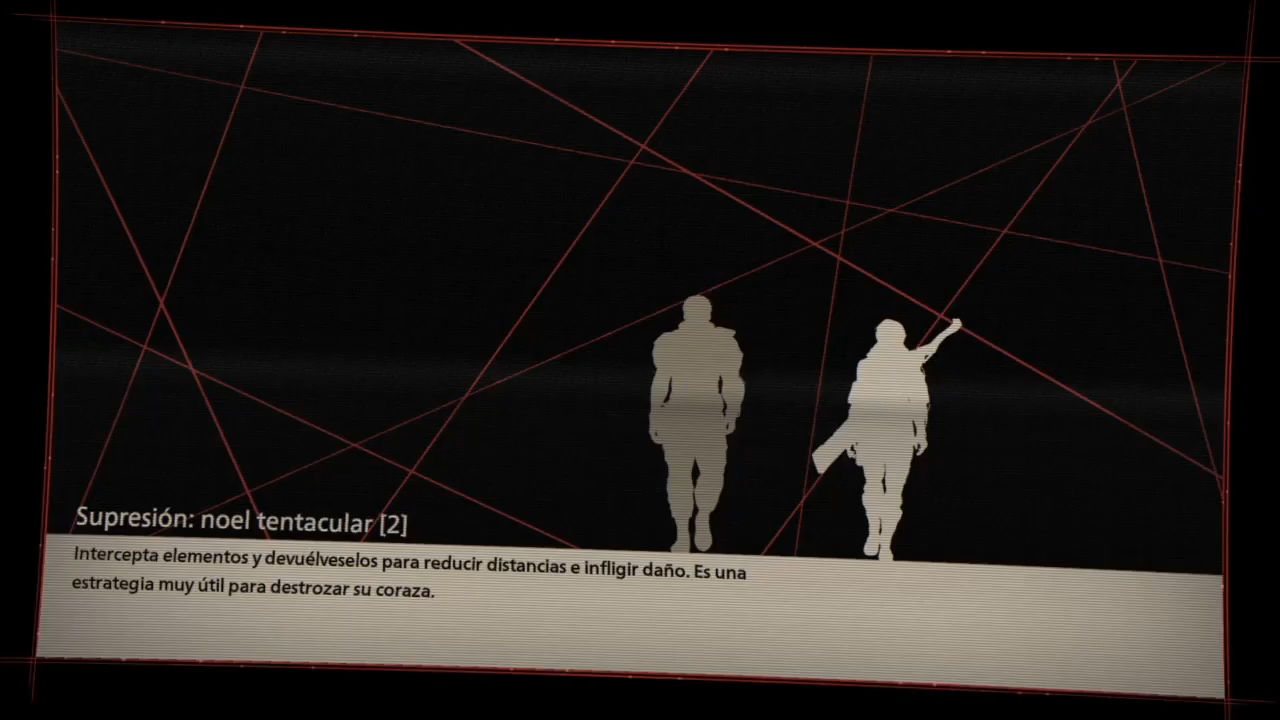 Supresión: noel tentacular [2]
Intercepta elementos y devuélveselos para reducir distancias e infligir daño. Es una
estrategia muy útil para destrozar su coraza.